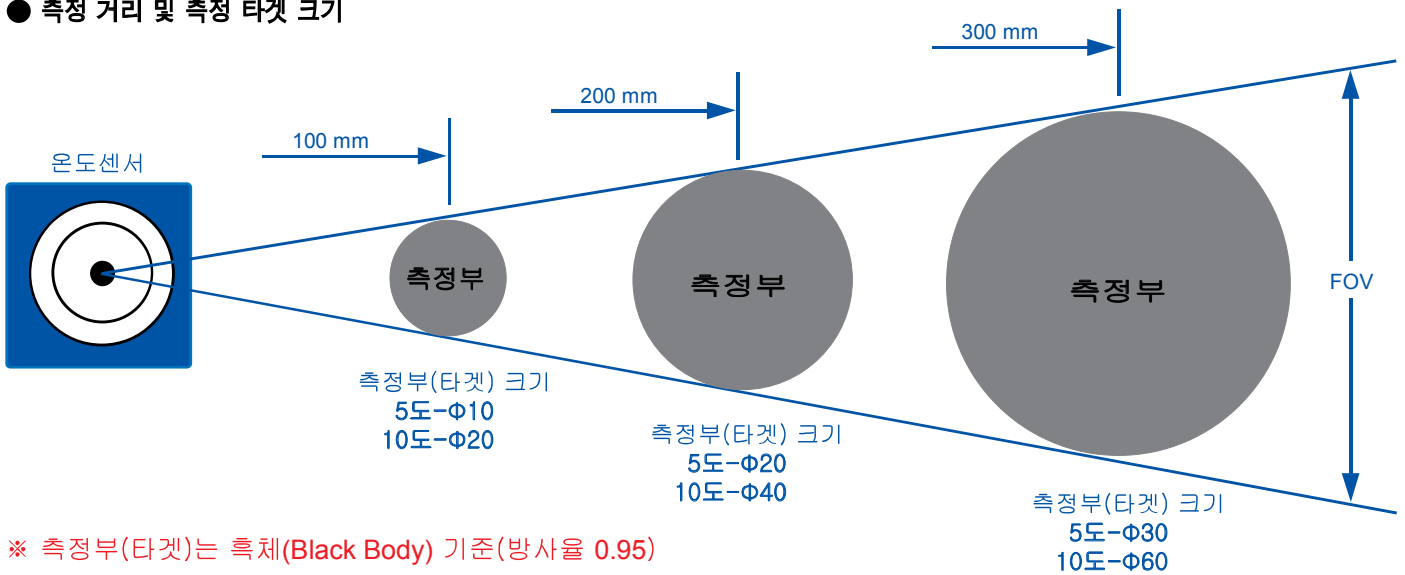 ● 측정 거리 및 측정 타겟 크기
300 mm
200 mm
100 mm
온도센서
측정부
측정부
측정부
FOV
측정부(타겟) 크기
5도-Φ10
10도-Φ20
측정부(타겟) 크기
5도-Φ20
10도-Φ40
측정부(타겟) 크기
5도-Φ30
10도-Φ60
※ 측정부(타겟)는 흑체(Black Body) 기준(방사율 0.95)